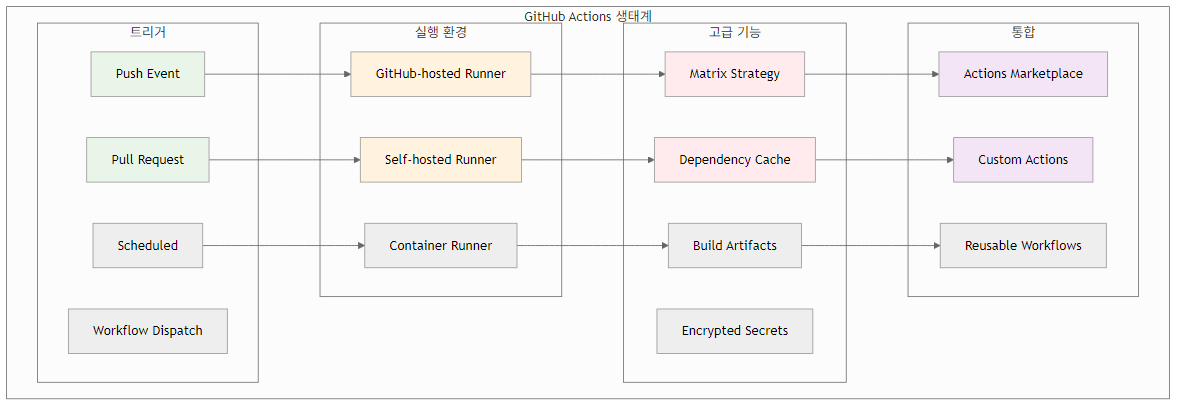 GitHub Actions 생태계
트리거
Push Event
Pull Request
Scheduled
Workflow Dispatch
실행 환경
GitHub-hosted Runner
Self-hosted Runner
Container Runner
고급 기능
Matrix Strategy
Dependency Cache
Build Artifacts
Encrypted Secrets
통합
Actions Marketplace
Custom Actions
Reusable Workflows